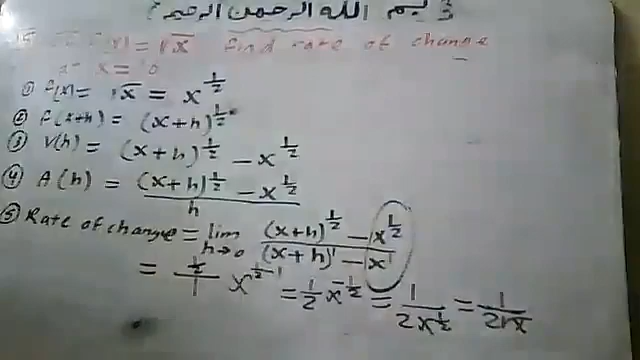 بسم الله الرحمن الرحيم
f(x) = √x find rate of change
at x =
① f(x) = √x = x^(1/2)
② f(x+h) = (x+h)^(1/2)
③ V(h) = (x+h)^(1/2) − x^(1/2)
④ A(h) = ((x+h)^(1/2) − x^(1/2)) / h
⑤ Rate of change = lim h→0 ((x+h)^(1/2) − x^(1/2)) / ((x+h)^1 − x^1)
= (1/2)/1 x^(1/2 − 1) = 1/2 x^(−1/2) = 1/(2x^(1/2)) = 1/(2√x)